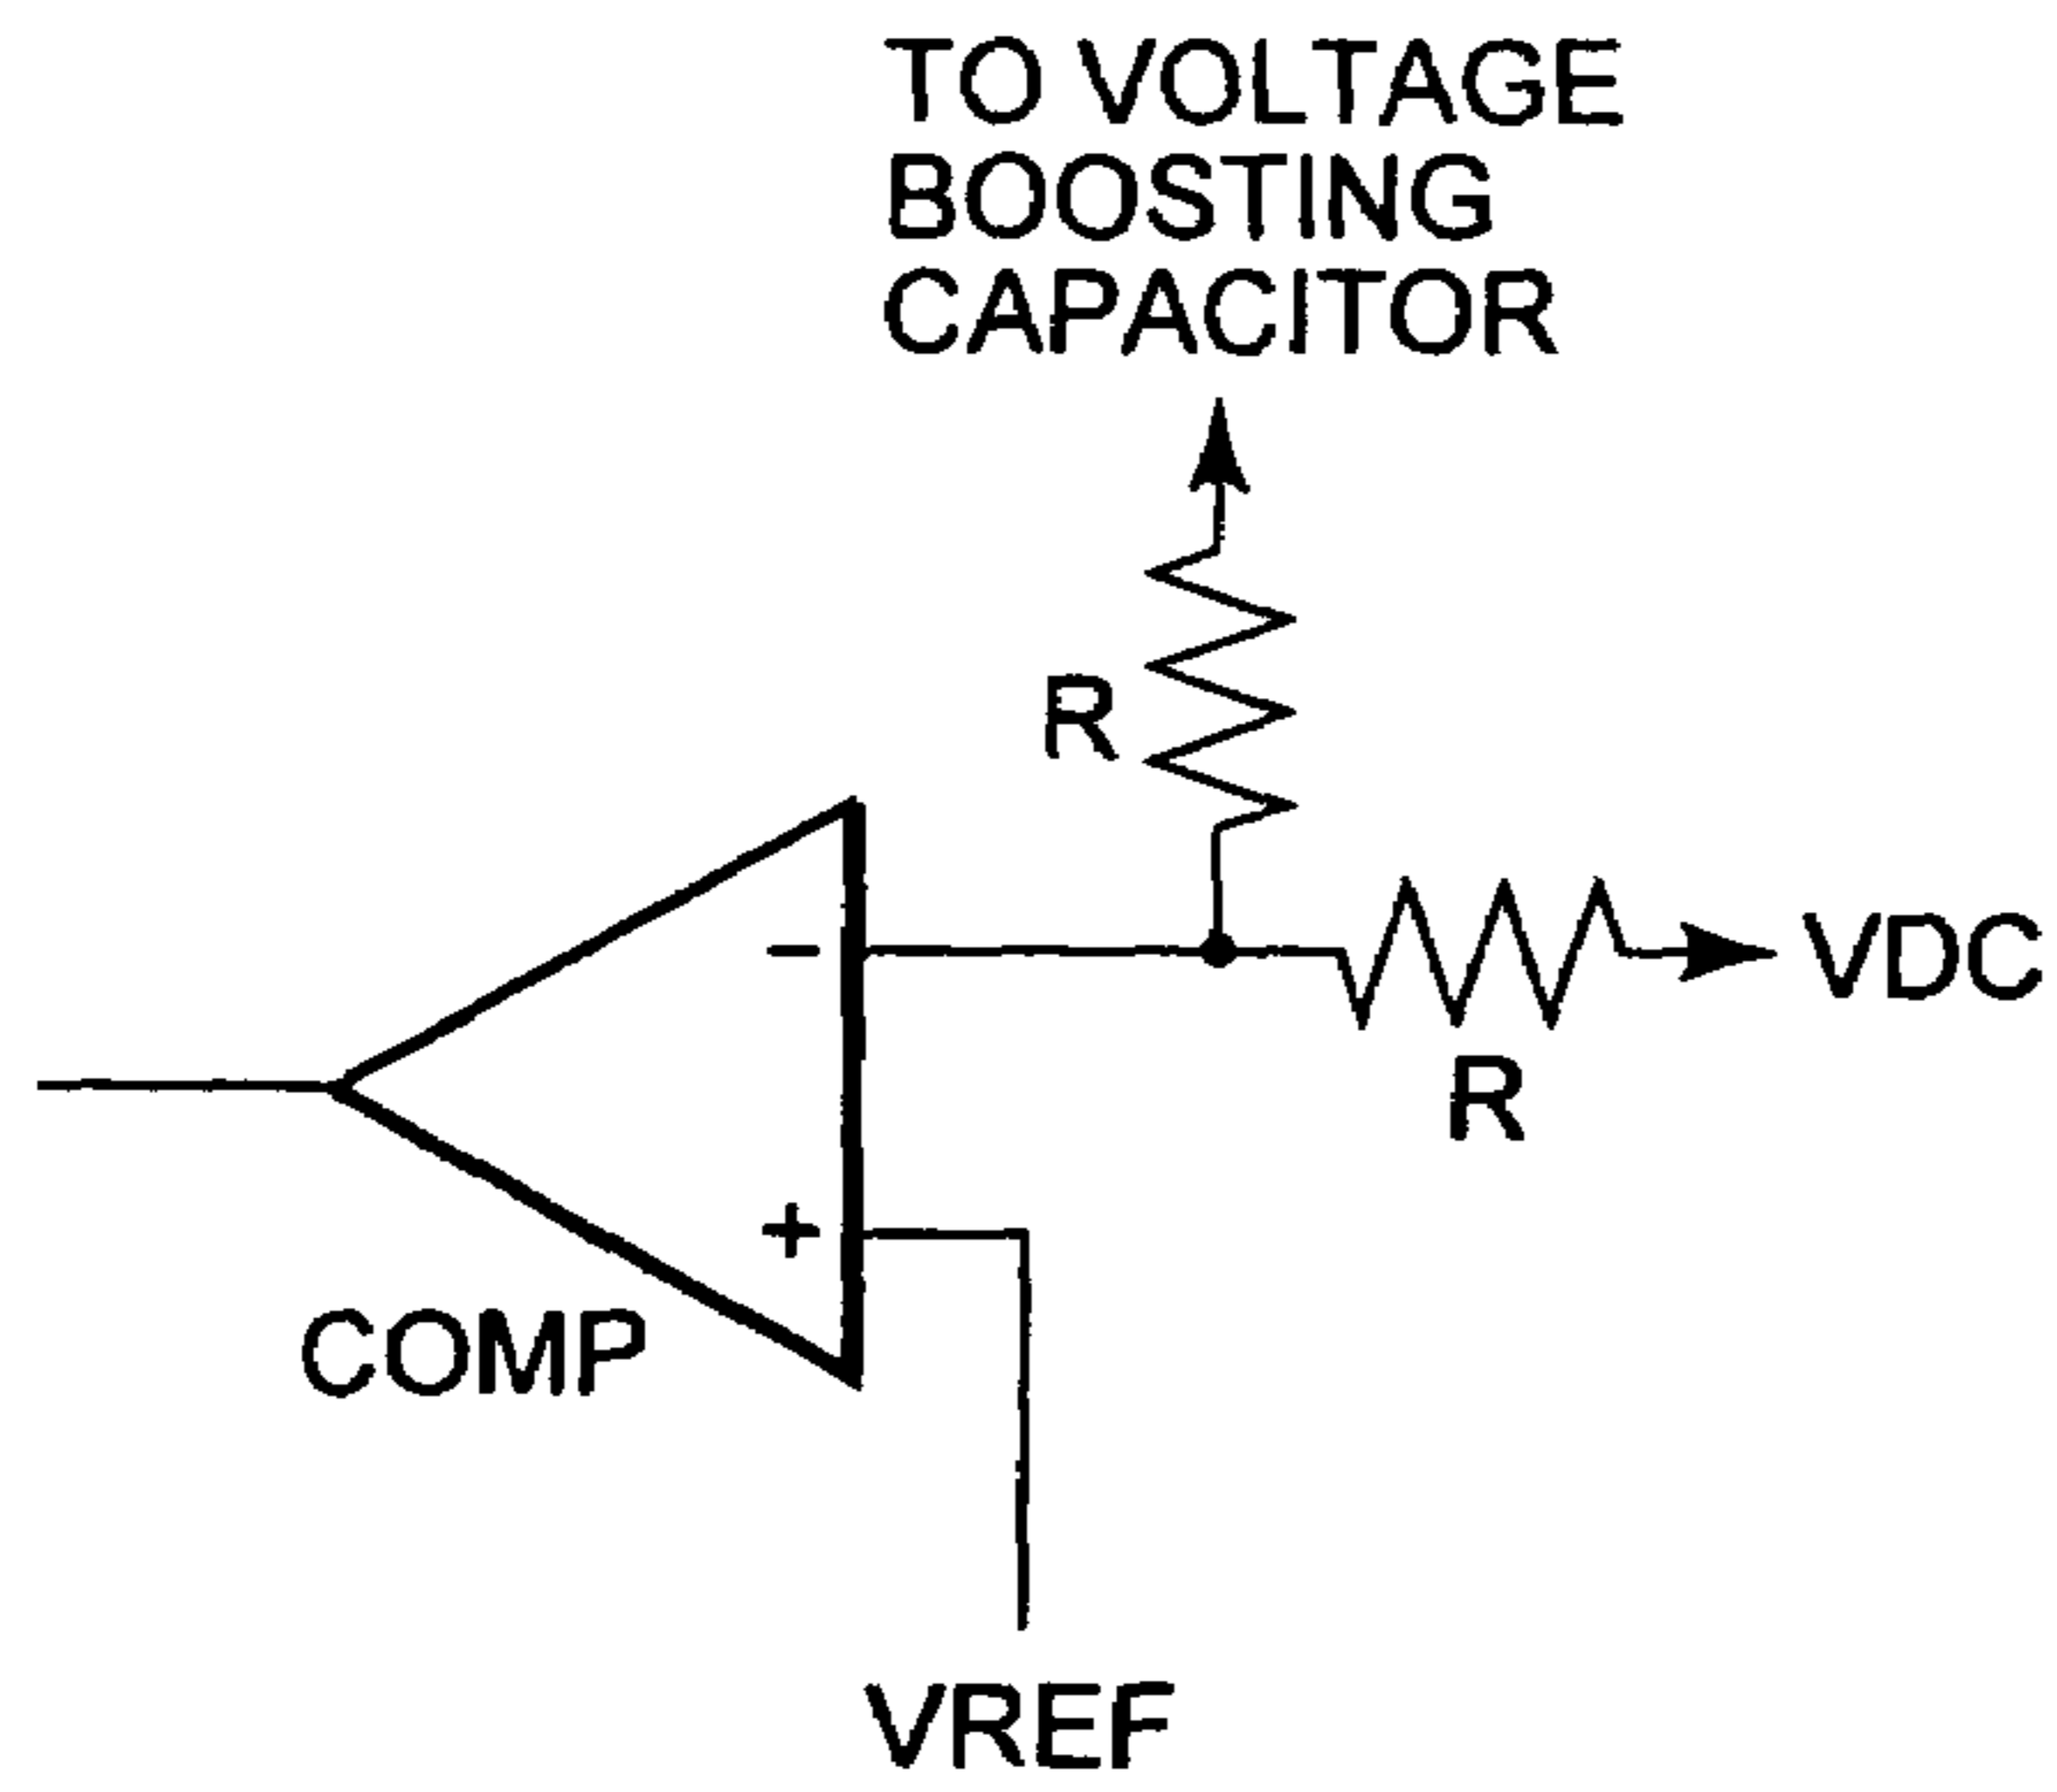 TO VOLTAGE
BOOSTING
CAPACITOR
R
VDC
R
-
+
COMP
VREF